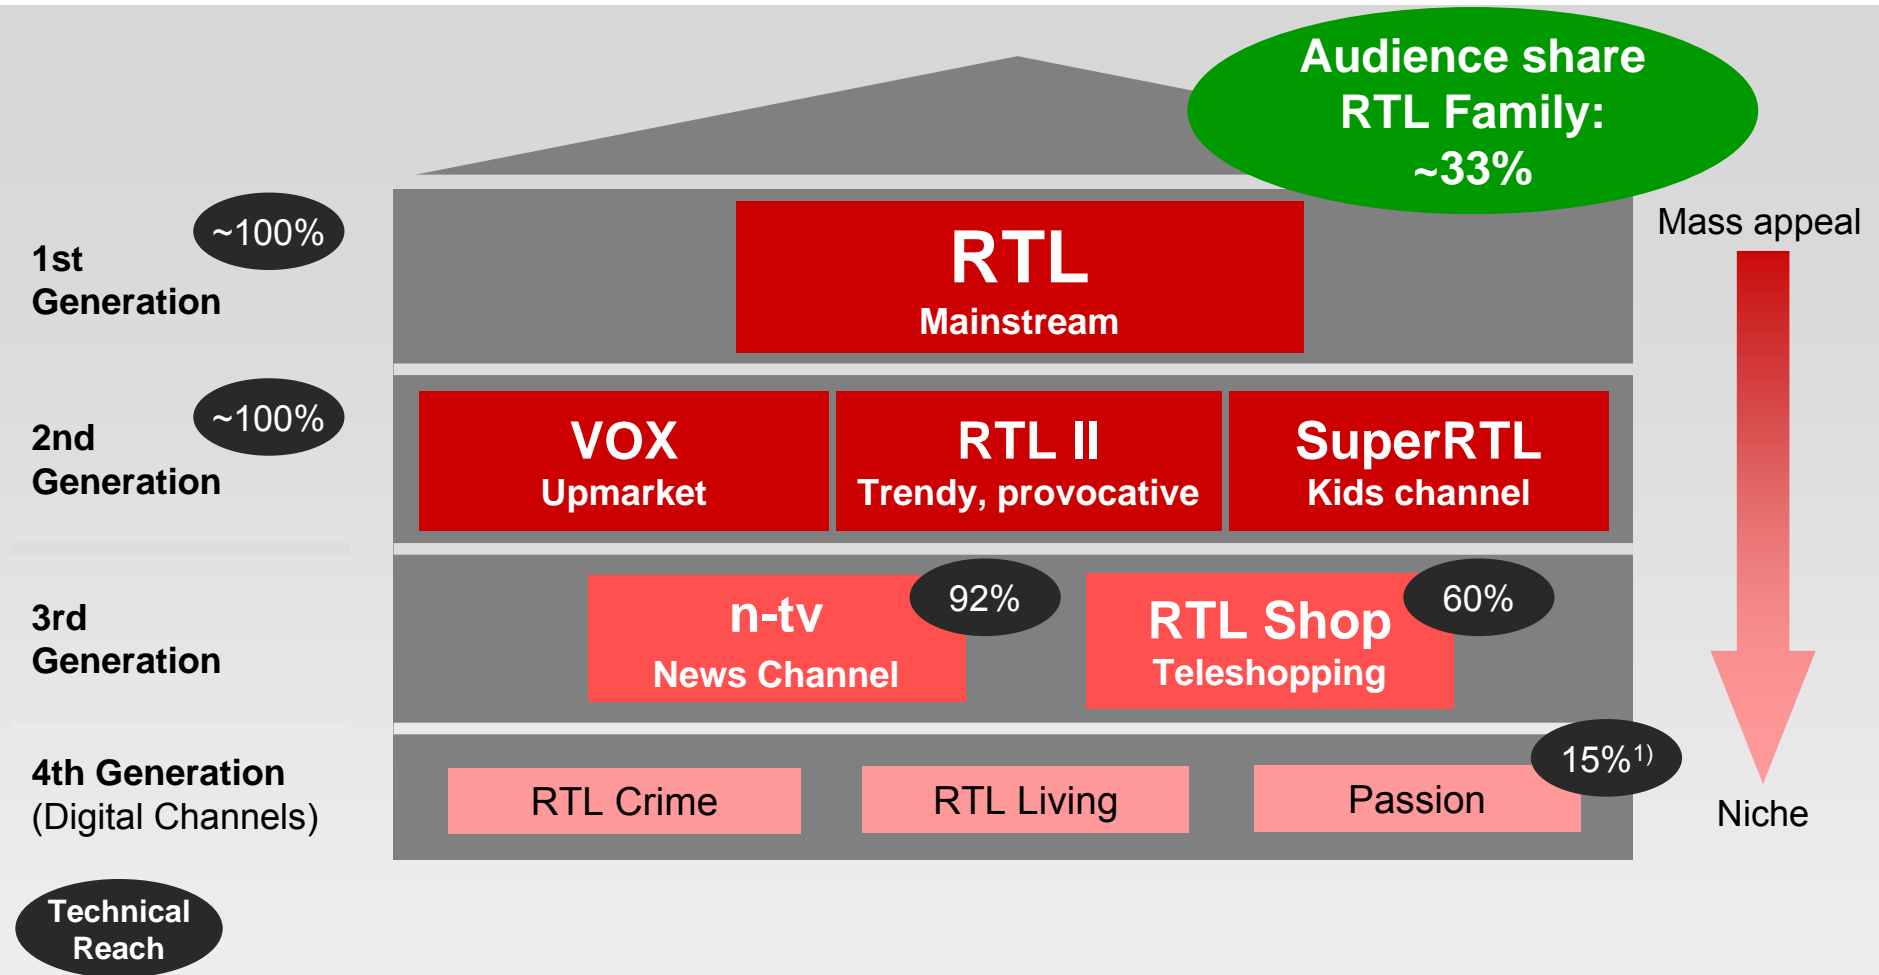 Audience share
RTL Family:
~33%
Mass appeal
~100%
1st
Generation
RTL
Mainstream
~100%
2nd
Generation
VOX
Upmarket
RTL II
Trendy, provocative
SuperRTL
Kids channel
3rd
Generation
n-tv
News Channel
92%
RTL Shop
Teleshopping
60%
4th Generation
(Digital Channels)
RTL Crime
RTL Living
Passion
15%1)
Niche
Technical
Reach